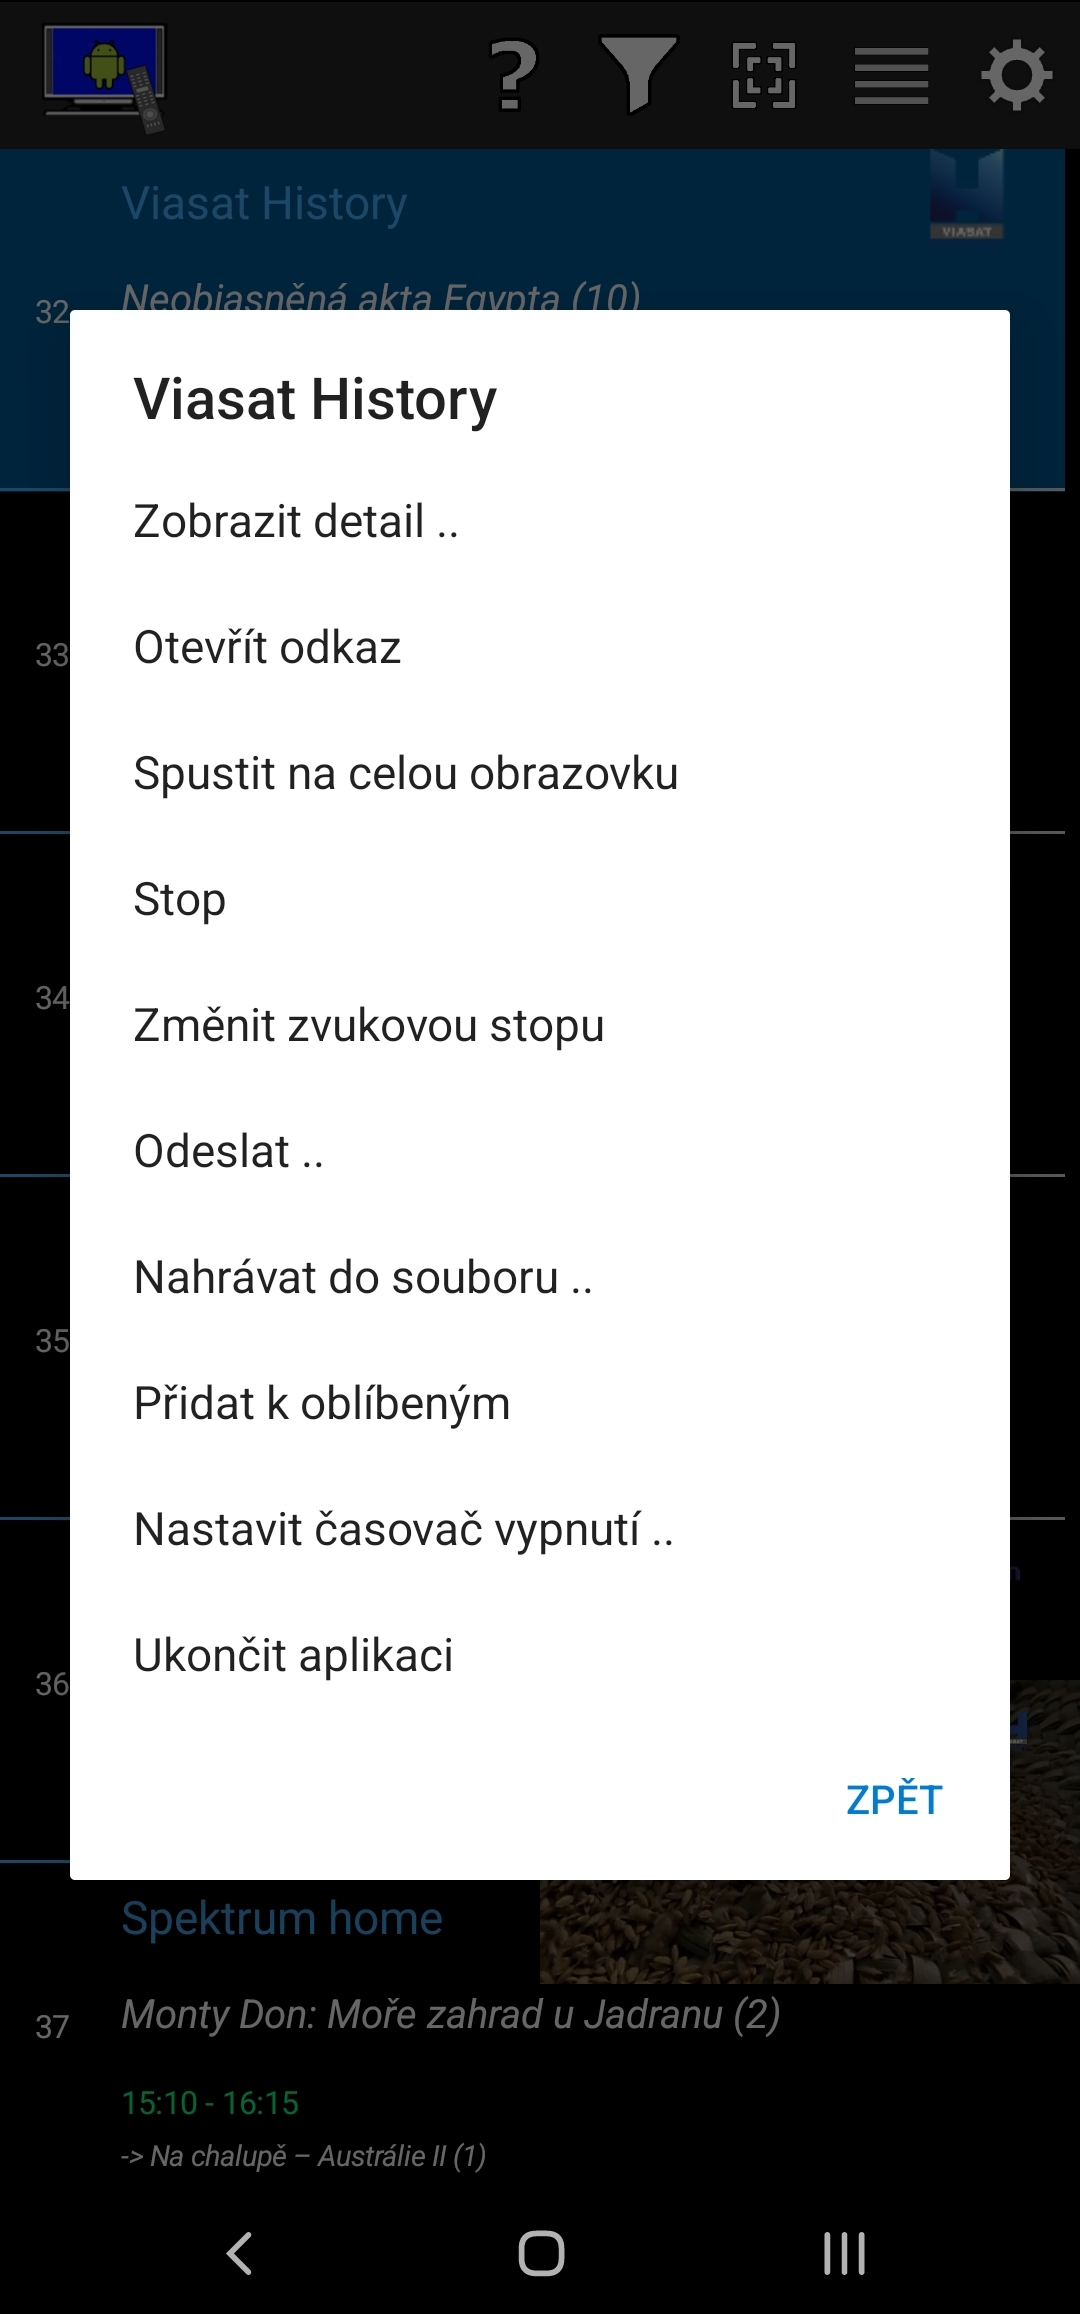 Viasat History
VIASAT
32
Neobjasněná akta Egypta (10)
Viasat History
Zobrazit detail ..
Otevřít odkaz
33
Spustit na celou obrazovku
Stop
34
Změnit zvukovou stopu
Odeslat ..
Nahrávat do souboru ..
35
Přidat k oblíbeným
Nastavit časovač vypnutí ..
Ukončit aplikaci
36
ZPĚT
Spektrum home
37
Monty Don: Moře zahrad u Jadranu (2)
15:10 - 16:15
-> Na chalupě – Austrálie II (1)